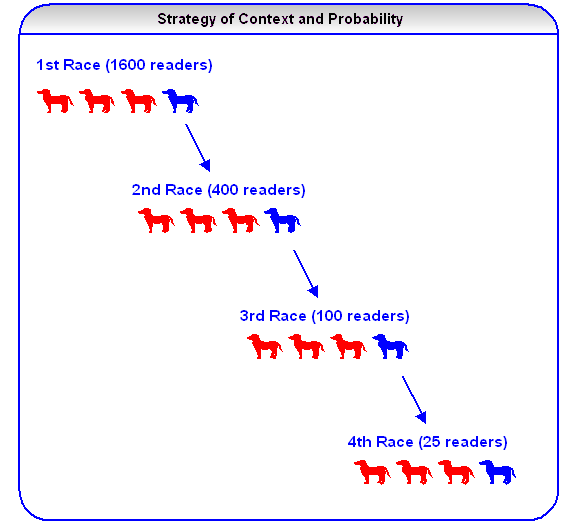 Strategy of Context and Probability
1st Race (1600 readers)
2nd Race (400 readers)
3rd Race (100 readers)
4th Race (25 readers)